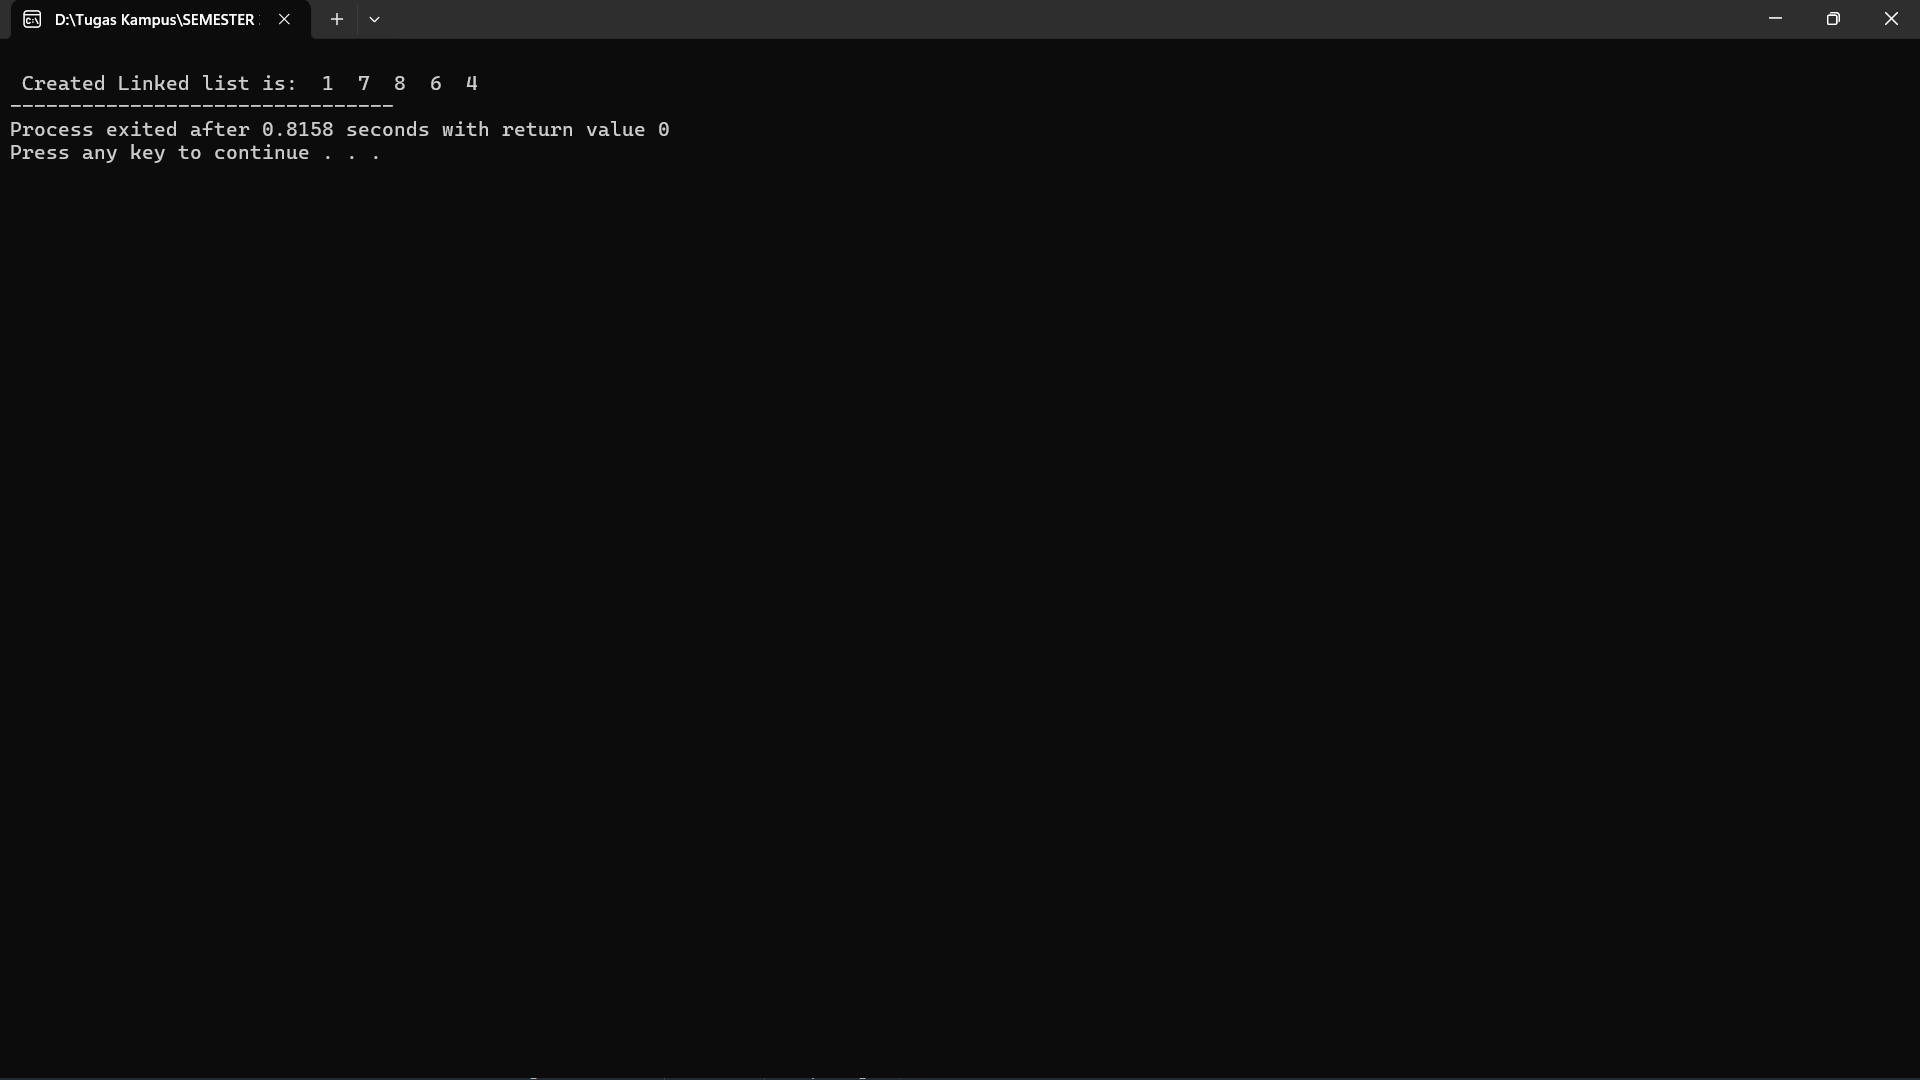 D:\Tugas Kampus\SEMESTER
Created Linked list is:  1  7  8  6  4
--------------------------------
Process exited after 0.8158 seconds with return value 0
Press any key to continue . . .